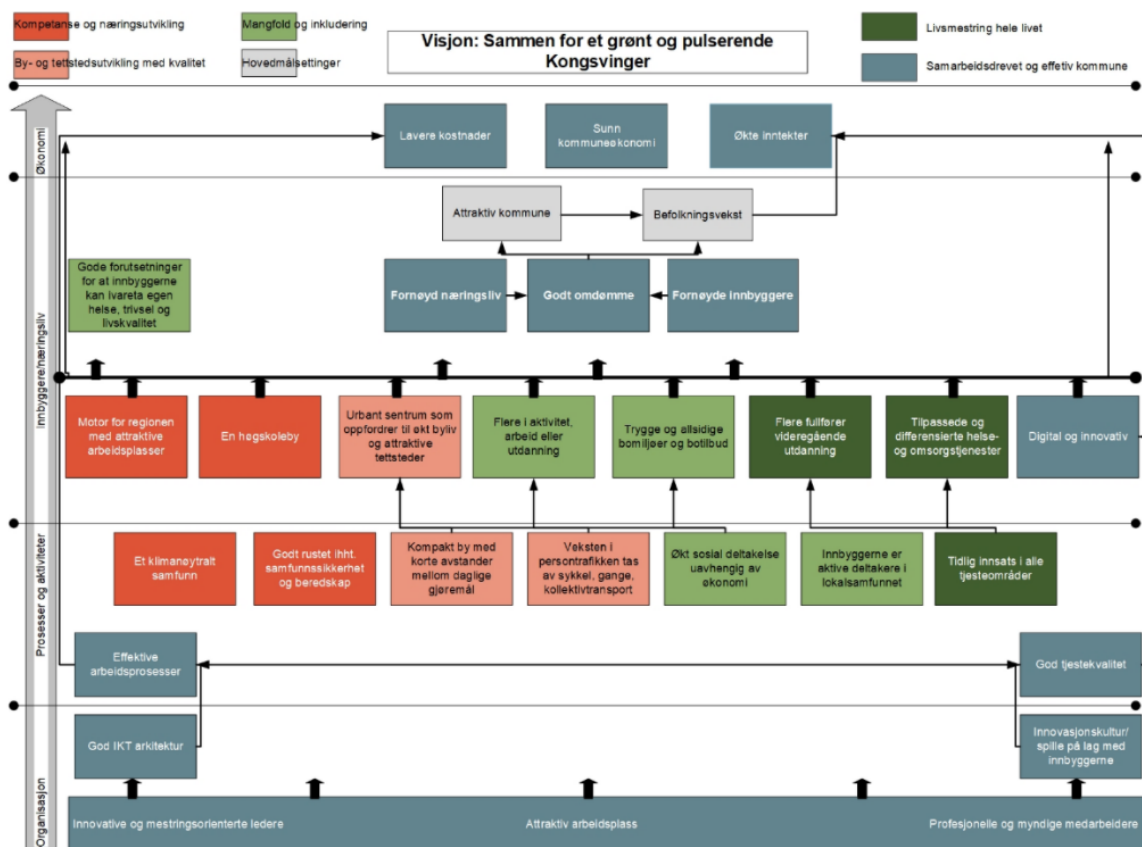 Kompetanse og næringsutvikling
Mangfold og inkludering
Livsmestring hele livet
By- og tettstedsutvikling med kvalitet
Hovedmålsettinger
Samarbeidsdrevet og effetiv kommune
Visjon: Sammen for et grønt og pulserende
Kongsvinger
Økonomi
Lavere kostnader
Sunn
kommuneøkonomi
Økte inntekter
Innbyggere/næringsliv
Attraktiv kommune
Befolkningsvekst
Gode forutsetninger
for at innbyggerne
kan ivareta egen
helse, trivsel og
livskvalitet
Fornøyd næringsliv
Godt omdømme
Fornøyde innbyggere
Motor for regionen
med attraktive
arbeidsplasser
En høgskoleby
Urbant sentrum som
oppfordrer til økt byliv
og attraktive
tettsteder
Flere i aktivitet,
arbeid eller
utdanning
Trygge og allsidige
bomiljøer og botilbud
Flere fullfører
videregående
utdanning
Tilpassede og
differensierte helse-
og omsorgstjenester
Digital og innovativ
Prosesser og aktiviteter
Et klimanøytralt
samfunn
Godt rustet ihht.
samfunnssikkerhet
og beredskap
Kompakt by med
korte avstander
mellom daglige
gjøremål
Veksten i
persontrafikken tas
av sykkel, gange,
kollektivtransport
Økt sosial deltakelse
uavhengig av
økonomi
Innbyggerne er
aktive deltakere i
lokalsamfunnet
Tidlig innsats i alle
tjesteområder
Effektive
arbeidsprosesser
God tjestekvalitet
Organisasjon
God IKT arkitektur
Innovasjonskultur/
spille på lag med
innbyggerne
Innovative og mestringsorienterte ledere
Attraktiv arbeidsplass
Profesjonelle og myndige medarbeidere